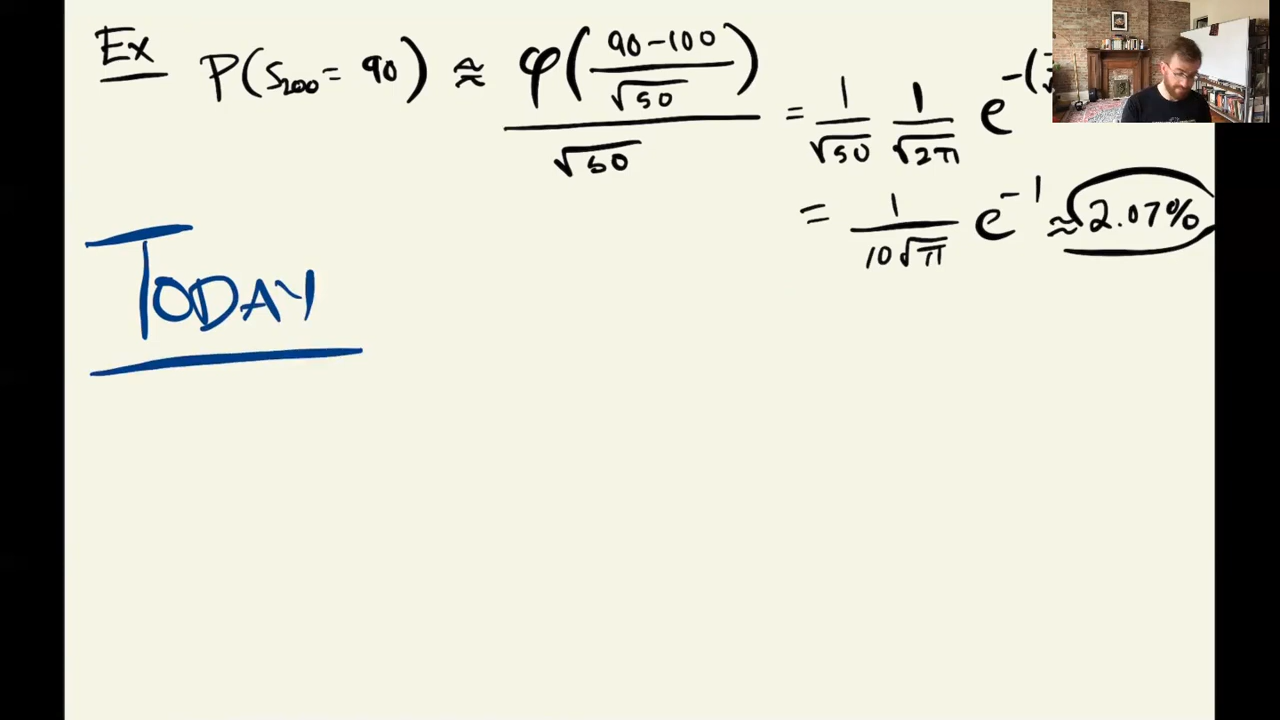 Ex P(S₂₀₀ = 90) ≈ φ((90-100)/√50)/√50 = 1/√50 1/√2π e^-(
= 1/(10√π) e⁻¹ ≈ 2.07%
TODAY